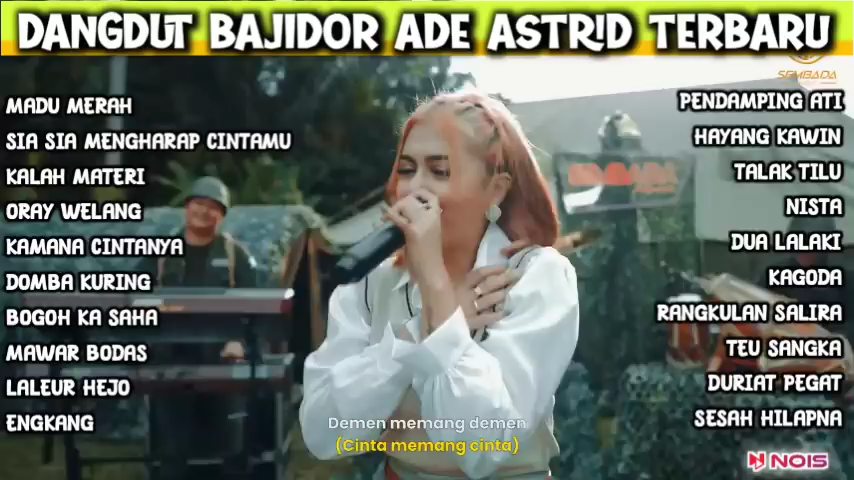 DANGDUT BAJIDOR ADE ASTRID TERBARU
SEMBADA
MADU MERAH
SIA SIA MENGHARAP CINTAMU
KALAH MATERI
ORAY WELANG
KAMANA CINTANYA
DOMBA KURING
BOGOH KA SAHA
MAWAR BODAS
LALEUR HEJO
ENGKANG
PENDAMPING ATI
HAYANG KAWIN
TALAK TILU
NISTA
DUA LALAKI
KAGODA
RANGKULAN SALIRA
TEU SANGKA
DURIAT PEGAT
SESAH HILAPNA
Demen memang demen
(Cinta memang cinta)
NOIS